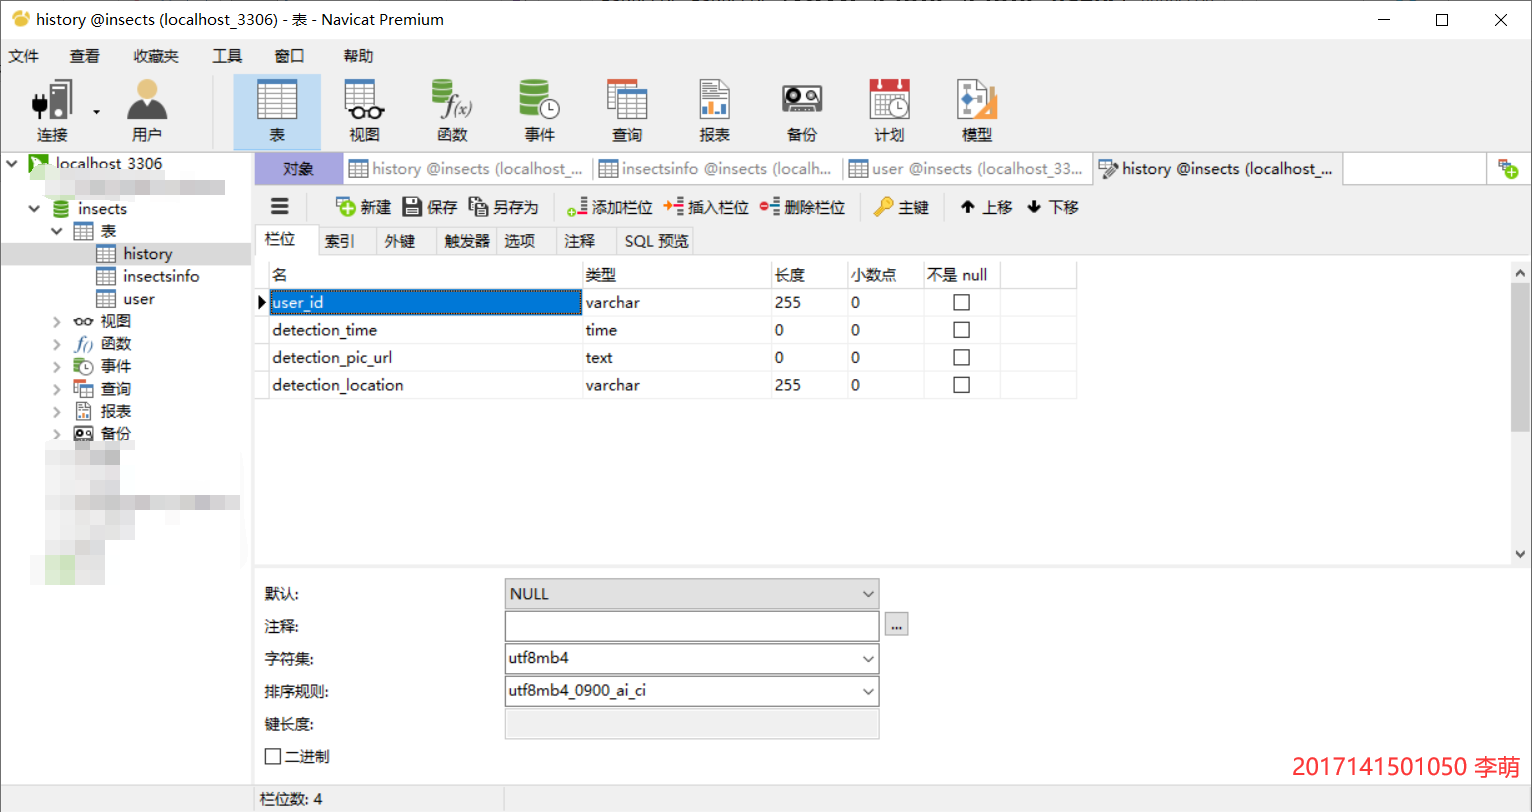 history @insects (localhost_3306) - 表 - Navicat Premium
文件 查看 收藏夹 工具 窗口 帮助
连接 用户 表 视图 函数 事件 查询 报表 备份 计划 模型
localhost 3306
insects
表
history
insectsinfo
user
视图
函数
事件
查询
报表
备份
对象 history @insects (localhost_... insectsinfo @insects (localh... user @insects (localhost_33... history @insects (localhost_...
新建 保存 另存为 添加栏位 插入栏位 删除栏位 主键 上移 下移
栏位 索引 外键 触发器 选项 注释 SQL 预览
名 类型 长度 小数点 不是 null
user_id varchar 255 0
detection_time time 0 0
detection_pic_url text 0 0
detection_location varchar 255 0
默认: NULL
注释: ...
字符集: utf8mb4
排序规则: utf8mb4_0900_ai_ci
键长度:
二进制
2017141501050 李萌
栏位数: 4